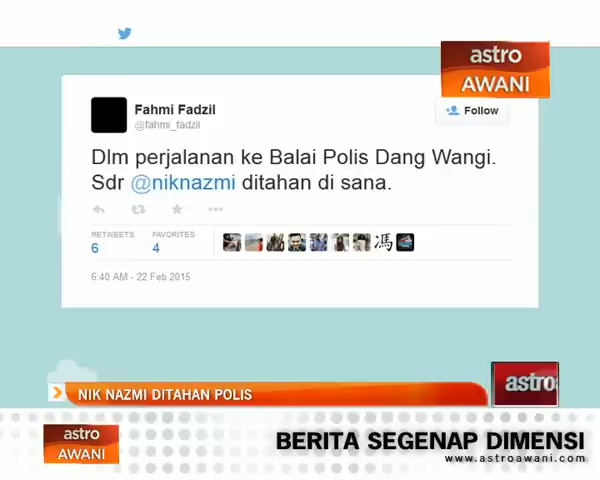 astro
AWANI
Fahmi Fadzil
@fahmi_fadzil
Follow
Dlm perjalanan ke Balai Polis Dang Wangi.
Sdr @niknazmi ditahan di sana.
RETWEETS
FAVORITES
6
4
馮
6:40 AM - 22 Feb 2015
NIK NAZMI DITAHAN POLIS
astro
astro
AWANI
BERITA SEGENAP DIMENSI
www.astroawani.com